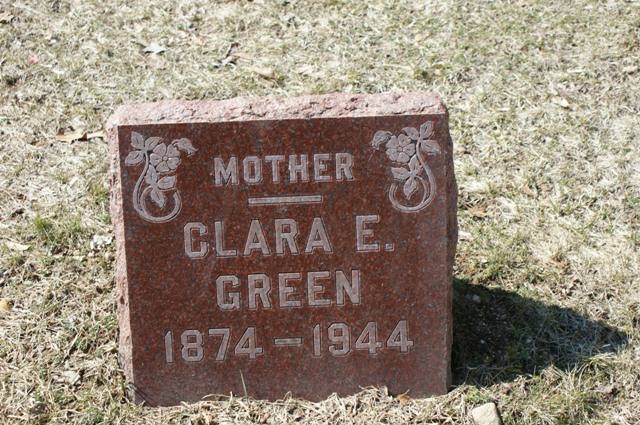 MOTHER
CLARA E.
GREEN
1874 - 1944